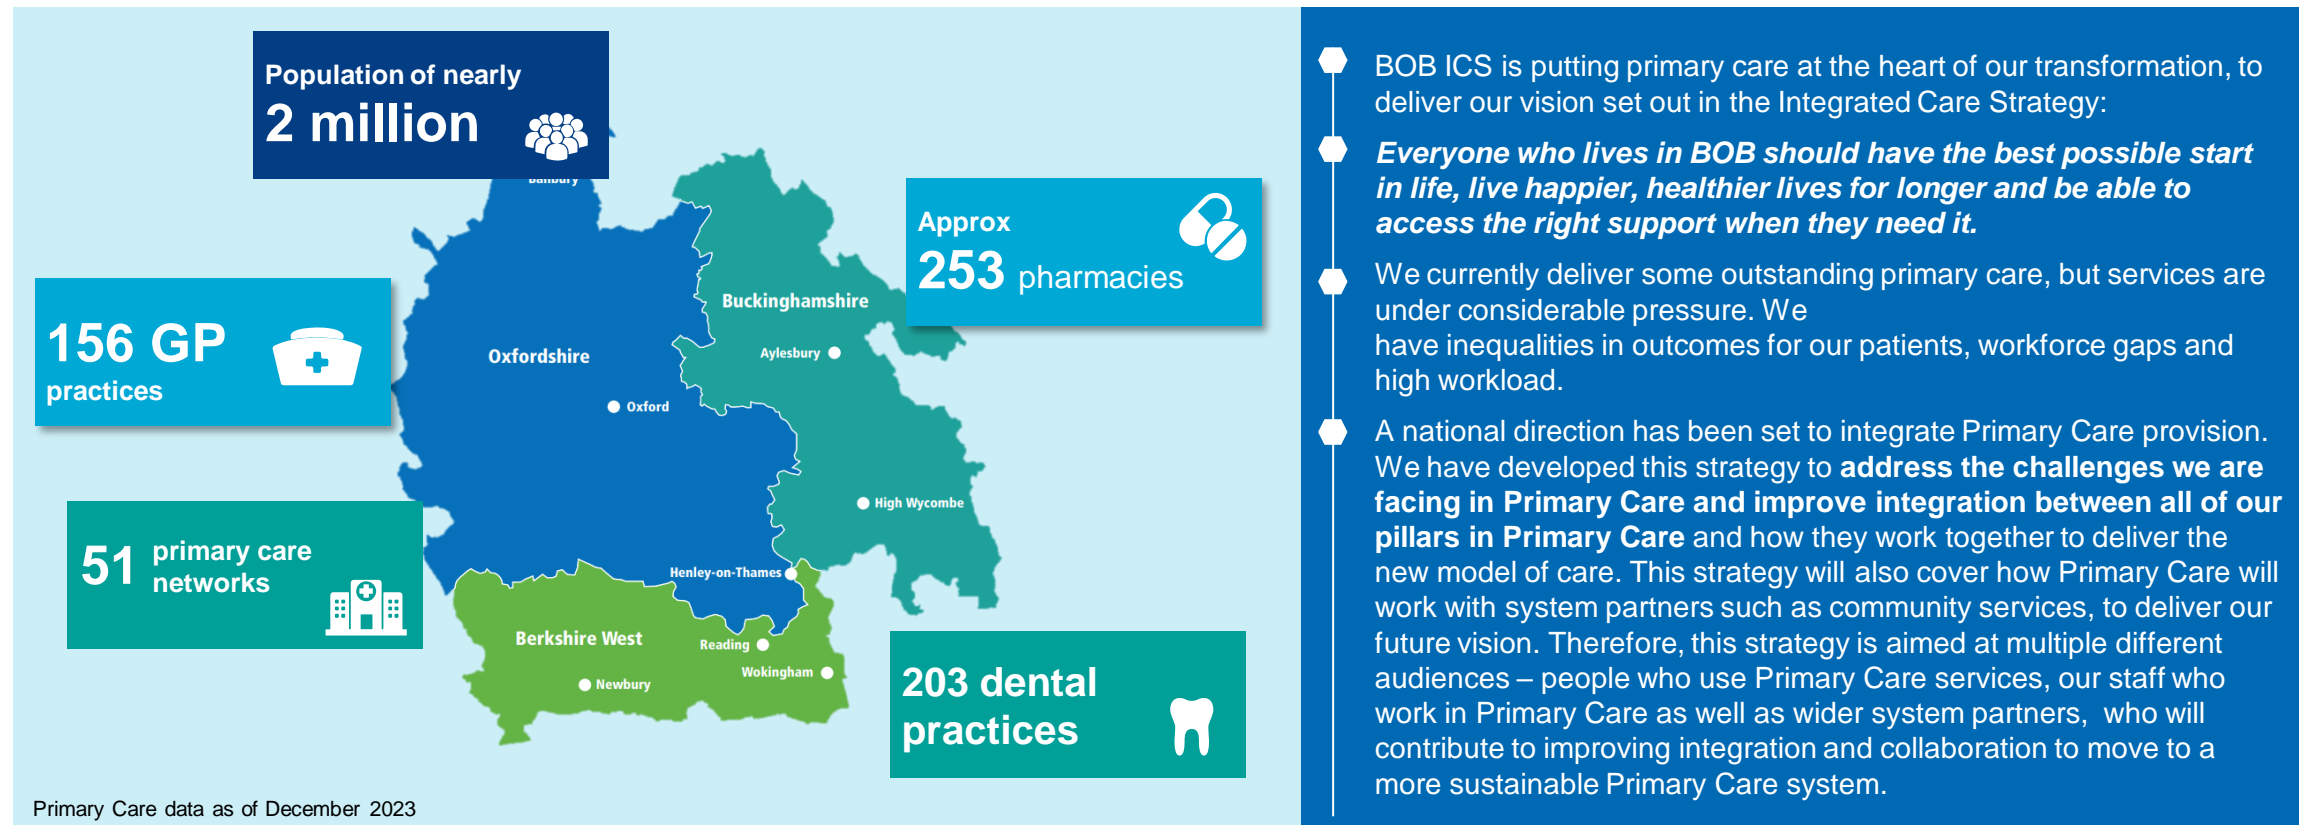 Population of nearly
2 million
Banbury
Approx
253 pharmacies
156 GP
practices
Buckinghamshire
Aylesbury
Oxfordshire
Oxford
High Wycombe
51 primary care
networks
Henley-on-Thames
Berkshire West
Reading
Wokingham
Newbury
203 dental
practices
Primary Care data as of December 2023
BOB ICS is putting primary care at the heart of our transformation, to
deliver our vision set out in the Integrated Care Strategy:
Everyone who lives in BOB should have the best possible start
in life, live happier, healthier lives for longer and be able to
access the right support when they need it.
We currently deliver some outstanding primary care, but services are
under considerable pressure. We
have inequalities in outcomes for our patients, workforce gaps and
high workload.
A national direction has been set to integrate Primary Care provision.
We have developed this strategy to address the challenges we are
facing in Primary Care and improve integration between all of our
pillars in Primary Care and how they work together to deliver the
new model of care. This strategy will also cover how Primary Care will
work with system partners such as community services, to deliver our
future vision. Therefore, this strategy is aimed at multiple different
audiences – people who use Primary Care services, our staff who
work in Primary Care as well as wider system partners, who will
contribute to improving integration and collaboration to move to a
more sustainable Primary Care system.